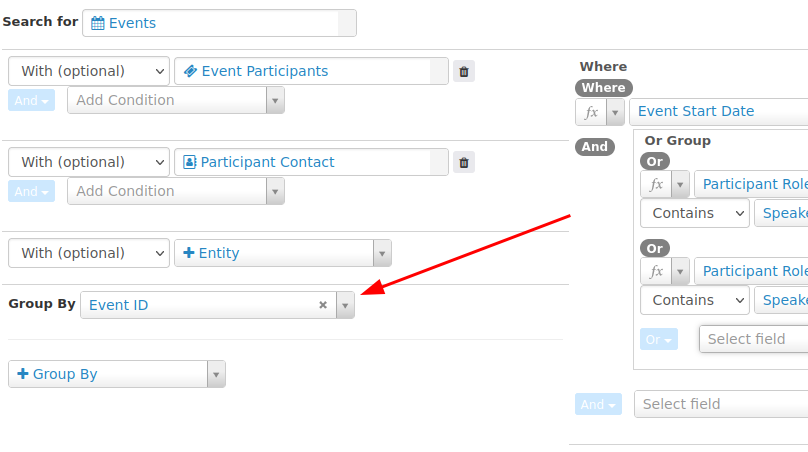 Search for Events
With (optional) Event Participants
And Add Condition
With (optional) Participant Contact
And Add Condition
With (optional) Entity
Group By Event ID
Group By
Where
Where
fx Event Start Date
And
Or Group
Or
fx Participant Role
Contains Speake
Or
fx Participant Role
Contains Speake
Or Select field
And Select field